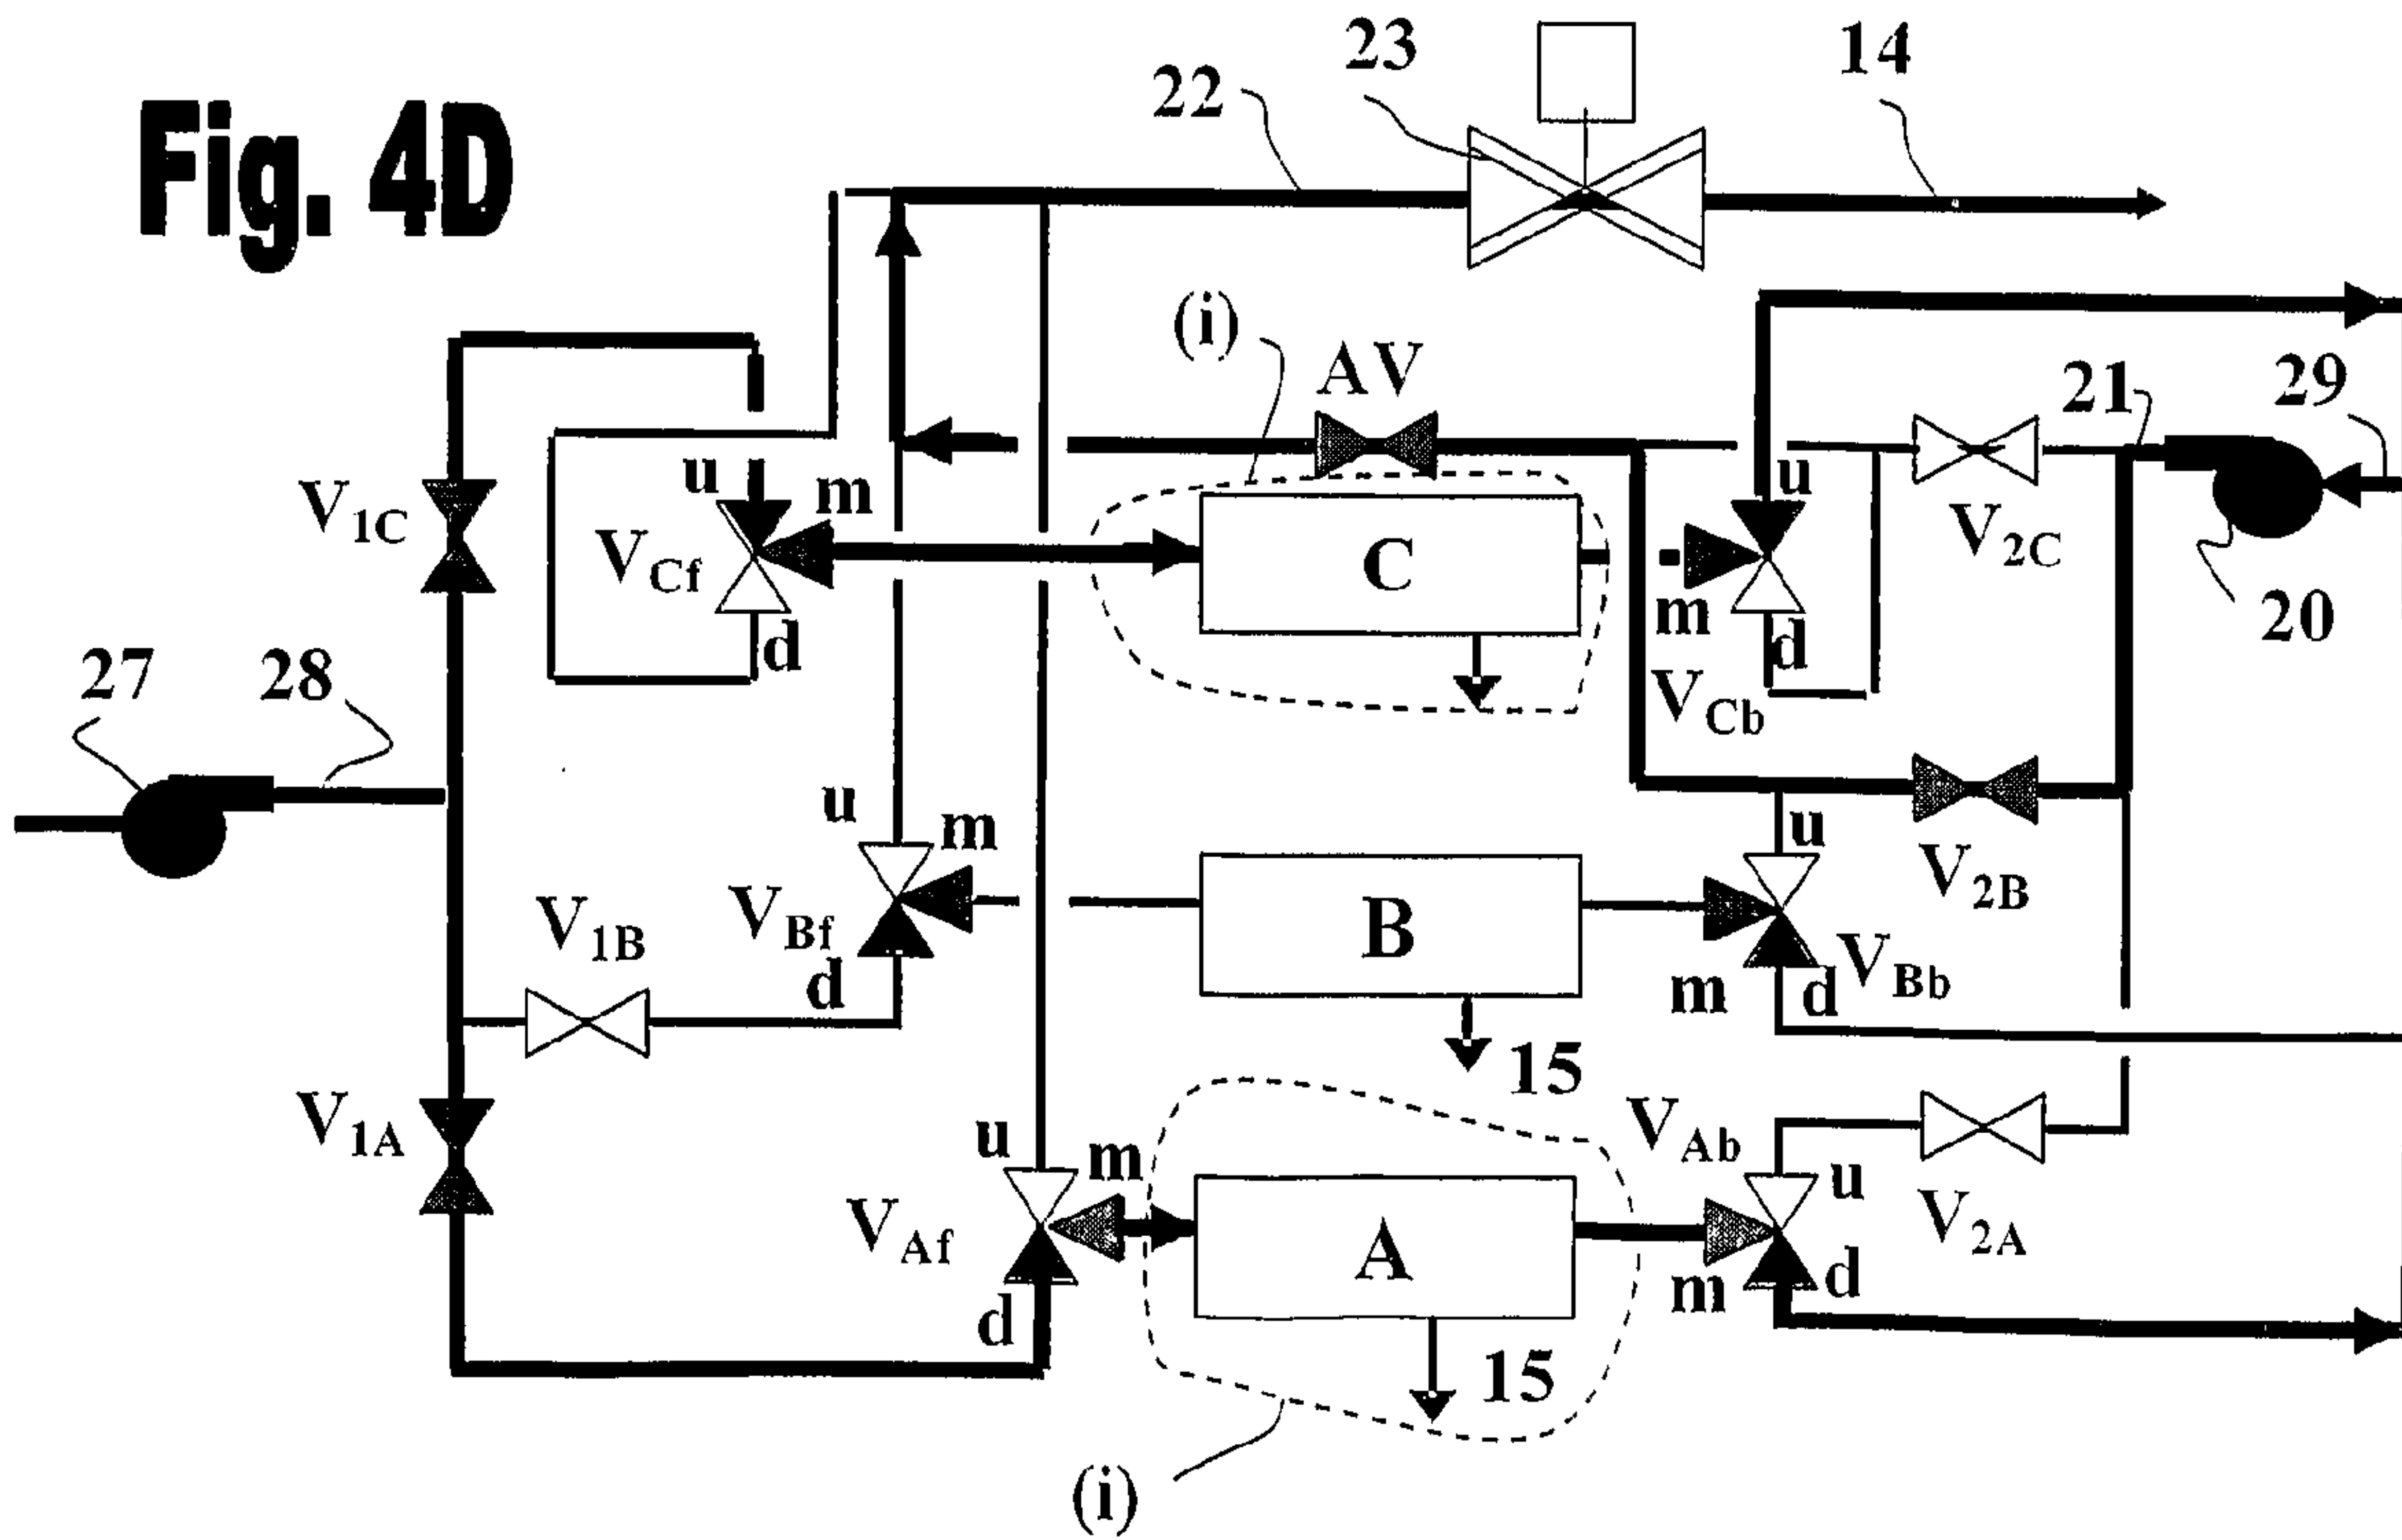 Fig. 4D
22
23
14
(i)
AV
21
29
u
m
u
V1C
VCf
V2C
C
m
20
d
d
27
28
VCb
u
m
u
V1B
VBf
B
V2B
d
m
d
VBb
15
V1A
u
m
VAb
u
VAf
A
V2A
d
m
d
15
(i)